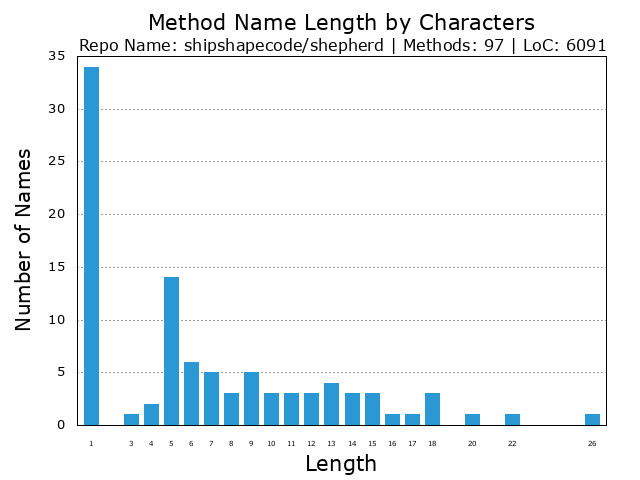 Method Name Length by Characters
Repo Name: shipshapecode/shepherd | Methods: 97 | LoC: 6091
35
30
25
20
15
10
5
0
Number of Names
1 3 4 5 6 7 8 9 10 11 12 13 14 15 16 17 18 20 22 26
Length